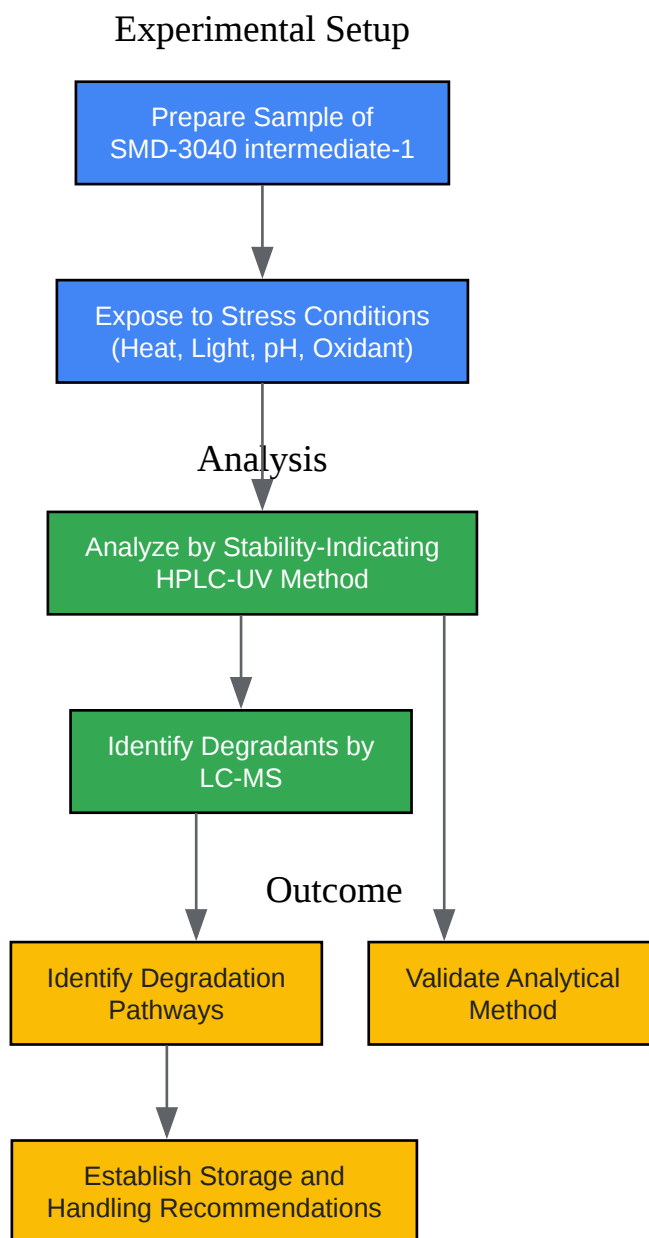 Experimental Setup
Prepare Sample of
SMD-3040 intermediate-1
Expose to Stress Conditions
(Heat, Light, pH, Oxidant)
Analysis
Analyze by Stability-Indicating
HPLC-UV Method
Identify Degradants by
LC-MS
Outcome
Identify Degradation
Pathways
Validate Analytical
Method
Establish Storage and
Handling Recommendations